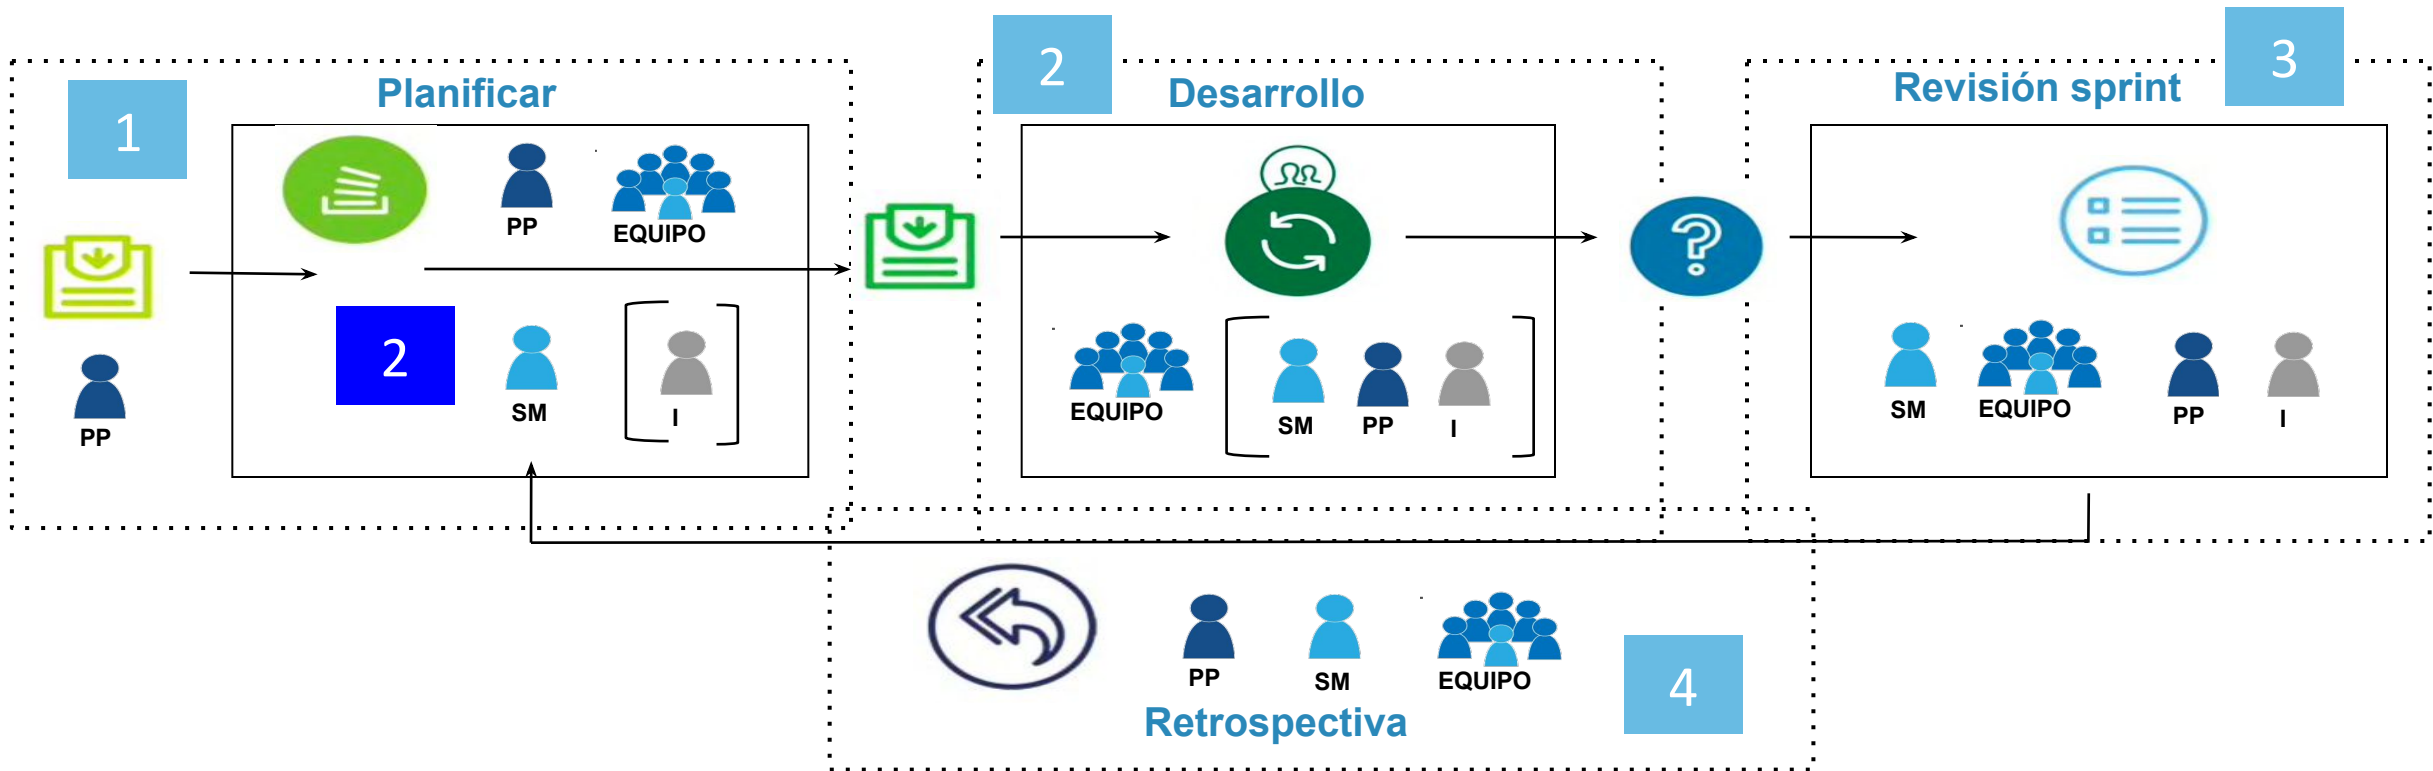 1
Planificar
PP
EQUIPO
PP
2
SM
I
2
Desarrollo
EQUIPO
SM
PP
I
3
Revisión sprint
SM
EQUIPO
PP
I
PP
SM
EQUIPO
4
Retrospectiva